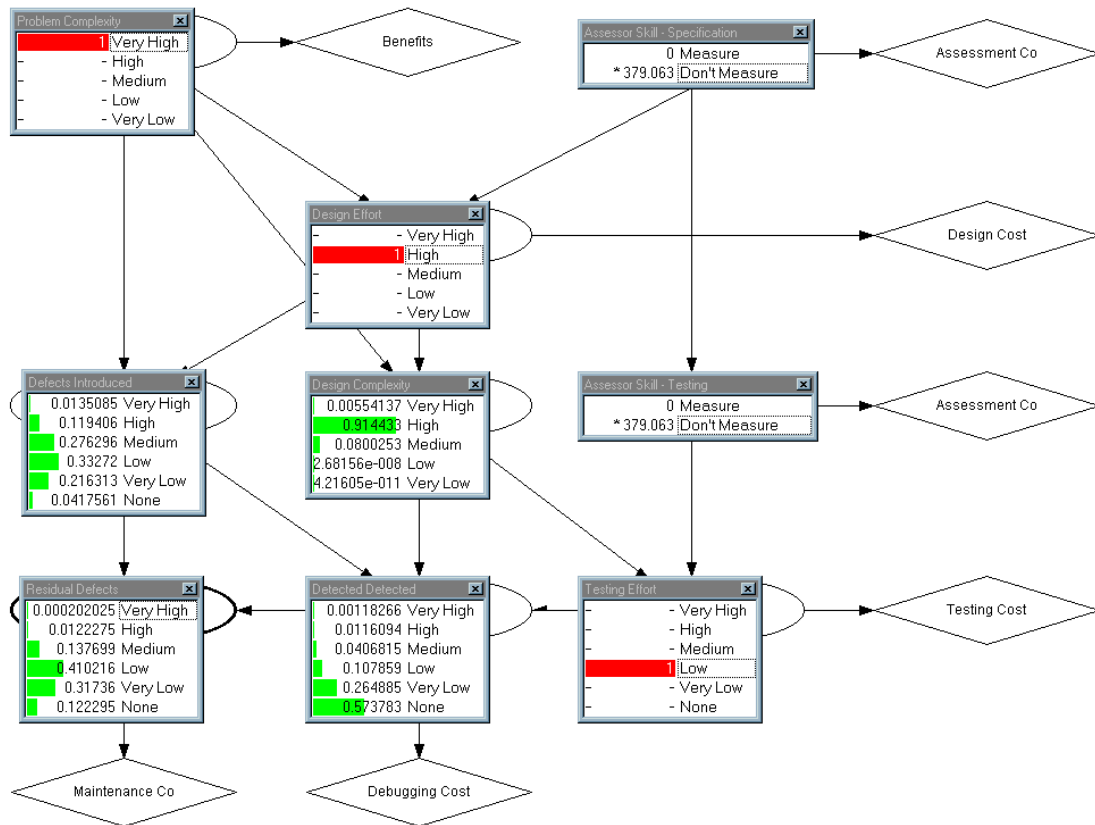 Problem Complexity
1 Very High
- - High
- - Medium
- - Low
- - Very Low
Benefits
Assessor Skill - Specification
0 Measure
* 379.063 Don't Measure
Assessment Co
Design Effort
- - Very High
1 High
- - Medium
- - Low
- - Very Low
Design Cost
Defects Introduced
0.0135085 Very High
0.119406 High
0.276296 Medium
0.33272 Low
0.216313 Very Low
0.0417561 None
Design Complexity
0.00554137 Very High
0.914433 High
0.0800253 Medium
2.68156e-008 Low
4.21605e-011 Very Low
Assessor Skill - Testing
0 Measure
* 379.063 Don't Measure
Assessment Co
Residual Defects
0.000202025 Very High
0.0122275 High
0.137699 Medium
0.410216 Low
0.31736 Very Low
0.122295 None
Detected Detected
0.00118266 Very High
0.0116094 High
0.0406815 Medium
0.107859 Low
0.264885 Very Low
0.573783 None
Testing Effort
- - Very High
- - High
- - Medium
1 Low
- - Very Low
- - None
Testing Cost
Maintenance Co
Debugging Cost